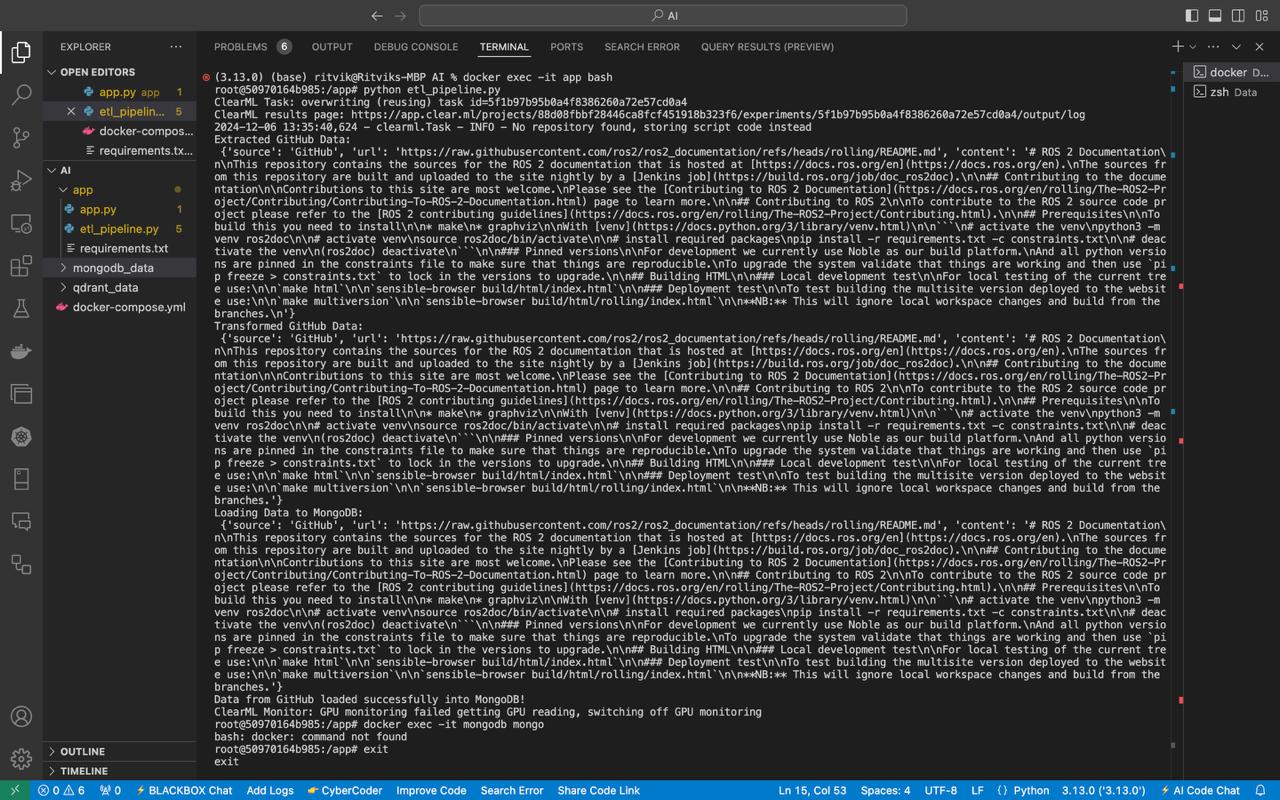 AI
EXPLORER
OPEN EDITORS
app.py app 1
etl_pipelin... 5
docker-compos...
requirements.tx...
AI
app
app.py 1
etl_pipeline.py 5
requirements.txt
mongodb_data
qdrant_data
docker-compose.yml
OUTLINE
TIMELINE
PROBLEMS 6 OUTPUT DEBUG CONSOLE TERMINAL PORTS SEARCH ERROR QUERY RESULTS (PREVIEW)
(3.13.0) (base) ritvik@Ritviks-MBP AI % docker exec -it app bash
root@50970164b985:/app# python etl_pipeline.py
ClearML Task: overwriting (reusing) task id=5f1b97b95b0a4f8386260a72e57cd0a4
ClearML results page: https://app.clear.ml/projects/88d08fbbf28446ca8fcf451918b323f6/experiments/5f1b97b95b0a4f8386260a72e57cd0a4/output/log
2024-12-06 13:35:40,624 - clearml.Task - INFO - No repository found, storing script code instead
Extracted GitHub Data:
{'source': 'GitHub', 'url': 'https://raw.githubusercontent.com/ros2/ros2_documentation/refs/heads/rolling/README.md', 'content': '# ROS 2 Documentation\
n\nThis repository contains the sources for the ROS 2 documentation that is hosted at [https://docs.ros.org/en](https://docs.ros.org/en).\nThe sources fr
om this repository are built and uploaded to the site nightly by a [Jenkins job](https://build.ros.org/job/doc_ros2doc).\n\n## Contributing to the docume
ntation\n\nContributions to this site are most welcome.\nPlease see the [Contributing to ROS 2 Documentation](https://docs.ros.org/en/rolling/The-ROS2-Pr
oject/Contributing/Contributing-To-ROS-2-Documentation.html) page to learn more.\n\n## Contributing to ROS 2\n\nTo contribute to the ROS 2 source code pr
oject please refer to the [ROS 2 contributing guidelines](https://docs.ros.org/en/rolling/The-ROS2-Project/Contributing.html).\n\n## Prerequisites\n\nTo
build this you need to install\n\n* make\n* graphviz\n\nWith [venv](https://docs.python.org/3/library/venv.html)\n\n```\n# activate the venv\npython3 -m
venv ros2doc\n\n# activate venv\nsource ros2doc/bin/activate\n\n# install required packages\npip install -r requirements.txt -c constraints.txt\n\n# deac
tivate the venv\n(ros2doc) deactivate\n```\n\n### Pinned versions\n\nFor development we currently use Noble as our build platform.\nAnd all python versio
ns are pinned in the constraints file to make sure that things are reproducible.\nTo upgrade the system validate that things are working and then use `pi
p freeze > constraints.txt` to lock in the versions to upgrade.\n\n## Building HTML\n\n### Local development test\n\nFor local testing of the current tre
e use:\n\n`make html`\n\n`sensible-browser build/html/index.html`\n\n### Deployment test\n\nTo test building the multisite version deployed to the websit
e use:\n\n`make multiversion`\n\n`sensible-browser build/html/rolling/index.html`\n\n**NB:** This will ignore local workspace changes and build from the
branches.\n'}
Transformed GitHub Data:
{'source': 'GitHub', 'url': 'https://raw.githubusercontent.com/ros2/ros2_documentation/refs/heads/rolling/README.md', 'content': '# ROS 2 Documentation\
n\nThis repository contains the sources for the ROS 2 documentation that is hosted at [https://docs.ros.org/en](https://docs.ros.org/en).\nThe sources fr
om this repository are built and uploaded to the site nightly by a [Jenkins job](https://build.ros.org/job/doc_ros2doc).\n\n## Contributing to the docume
ntation\n\nContributions to this site are most welcome.\nPlease see the [Contributing to ROS 2 Documentation](https://docs.ros.org/en/rolling/The-ROS2-Pr
oject/Contributing/Contributing-To-ROS-2-Documentation.html) page to learn more.\n\n## Contributing to ROS 2\n\nTo contribute to the ROS 2 source code pr
oject please refer to the [ROS 2 contributing guidelines](https://docs.ros.org/en/rolling/The-ROS2-Project/Contributing.html).\n\n## Prerequisites\n\nTo
build this you need to install\n\n* make\n* graphviz\n\nWith [venv](https://docs.python.org/3/library/venv.html)\n\n```\n# activate the venv\npython3 -m
venv ros2doc\n\n# activate venv\nsource ros2doc/bin/activate\n\n# install required packages\npip install -r requirements.txt -c constraints.txt\n\n# deac
tivate the venv\n(ros2doc) deactivate\n```\n\n### Pinned versions\n\nFor development we currently use Noble as our build platform.\nAnd all python versio
ns are pinned in the constraints file to make sure that things are reproducible.\nTo upgrade the system validate that things are working and then use `pi
p freeze > constraints.txt` to lock in the versions to upgrade.\n\n## Building HTML\n\n### Local development test\n\nFor local testing of the current tre
e use:\n\n`make html`\n\n`sensible-browser build/html/index.html`\n\n### Deployment test\n\nTo test building the multisite version deployed to the websit
e use:\n\n`make multiversion`\n\n`sensible-browser build/html/rolling/index.html`\n\n**NB:** This will ignore local workspace changes and build from the
branches.'}
Loading Data to MongoDB:
{'source': 'GitHub', 'url': 'https://raw.githubusercontent.com/ros2/ros2_documentation/refs/heads/rolling/README.md', 'content': '# ROS 2 Documentation\
n\nThis repository contains the sources for the ROS 2 documentation that is hosted at [https://docs.ros.org/en](https://docs.ros.org/en).\nThe sources fr
om this repository are built and uploaded to the site nightly by a [Jenkins job](https://build.ros.org/job/doc_ros2doc).\n\n## Contributing to the docume
ntation\n\nContributions to this site are most welcome.\nPlease see the [Contributing to ROS 2 Documentation](https://docs.ros.org/en/rolling/The-ROS2-Pr
oject/Contributing/Contributing-To-ROS-2-Documentation.html) page to learn more.\n\n## Contributing to ROS 2\n\nTo contribute to the ROS 2 source code pr
oject please refer to the [ROS 2 contributing guidelines](https://docs.ros.org/en/rolling/The-ROS2-Project/Contributing.html).\n\n## Prerequisites\n\nTo
build this you need to install\n\n* make\n* graphviz\n\nWith [venv](https://docs.python.org/3/library/venv.html)\n\n```\n# activate the venv\npython3 -m
venv ros2doc\n\n# activate venv\nsource ros2doc/bin/activate\n\n# install required packages\npip install -r requirements.txt -c constraints.txt\n\n# deac
tivate the venv\n(ros2doc) deactivate\n```\n\n### Pinned versions\n\nFor development we currently use Noble as our build platform.\nAnd all python versio
ns are pinned in the constraints file to make sure that things are reproducible.\nTo upgrade the system validate that things are working and then use `pi
p freeze > constraints.txt` to lock in the versions to upgrade.\n\n## Building HTML\n\n### Local development test\n\nFor local testing of the current tre
e use:\n\n`make html`\n\n`sensible-browser build/html/index.html`\n\n### Deployment test\n\nTo test building the multisite version deployed to the websit
e use:\n\n`make multiversion`\n\n`sensible-browser build/html/rolling/index.html`\n\n**NB:** This will ignore local workspace changes and build from the
branches.'}
Data from GitHub loaded successfully into MongoDB!
ClearML Monitor: GPU monitoring failed getting GPU reading, switching off GPU monitoring
root@50970164b985:/app# docker exec -it mongodb mongo
bash: docker: command not found
root@50970164b985:/app# exit
exit
docker D...
zsh Data
0 6 0 BLACKBOX Chat Add Logs CyberCoder Improve Code Search Error Share Code Link Ln 15, Col 53 Spaces: 4 UTF-8 LF {} Python 3.13.0 ('3.13.0') AI Code Chat